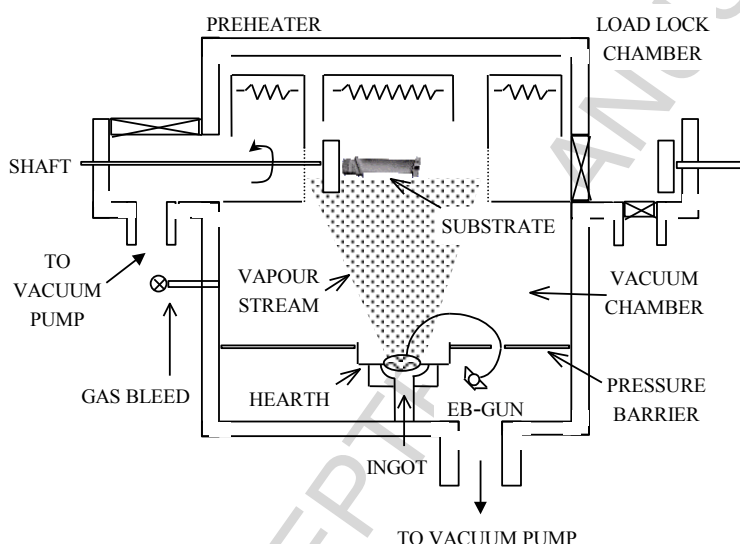 PREHEATER
LOAD LOCK
CHAMBER
SHAFT
SUBSTRATE
TO
VACUUM
PUMP
VAPOUR
STREAM
VACUUM
CHAMBER
GAS BLEED
HEARTH
EB-GUN
PRESSURE
BARRIER
INGOT
TO VACUUM PUMP